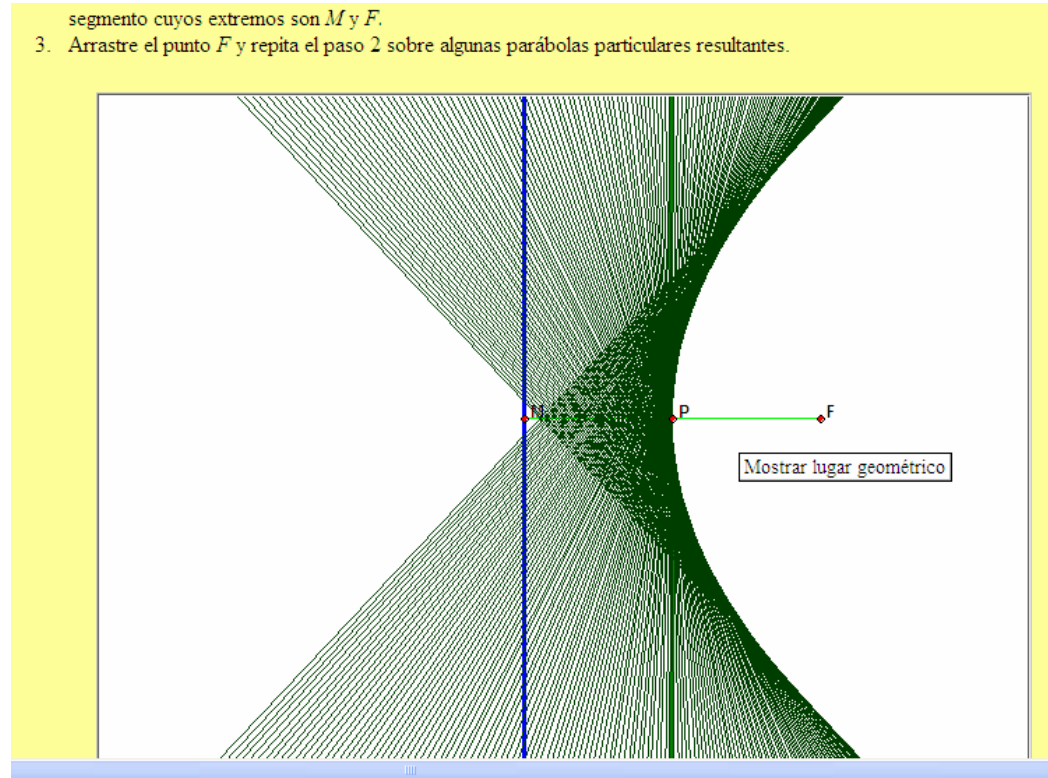 segmento cuyos extremos son M y F.
3. Arrastre el punto F y repita el paso 2 sobre algunas parábolas particulares resultantes.
M P F
Mostrar lugar geométrico